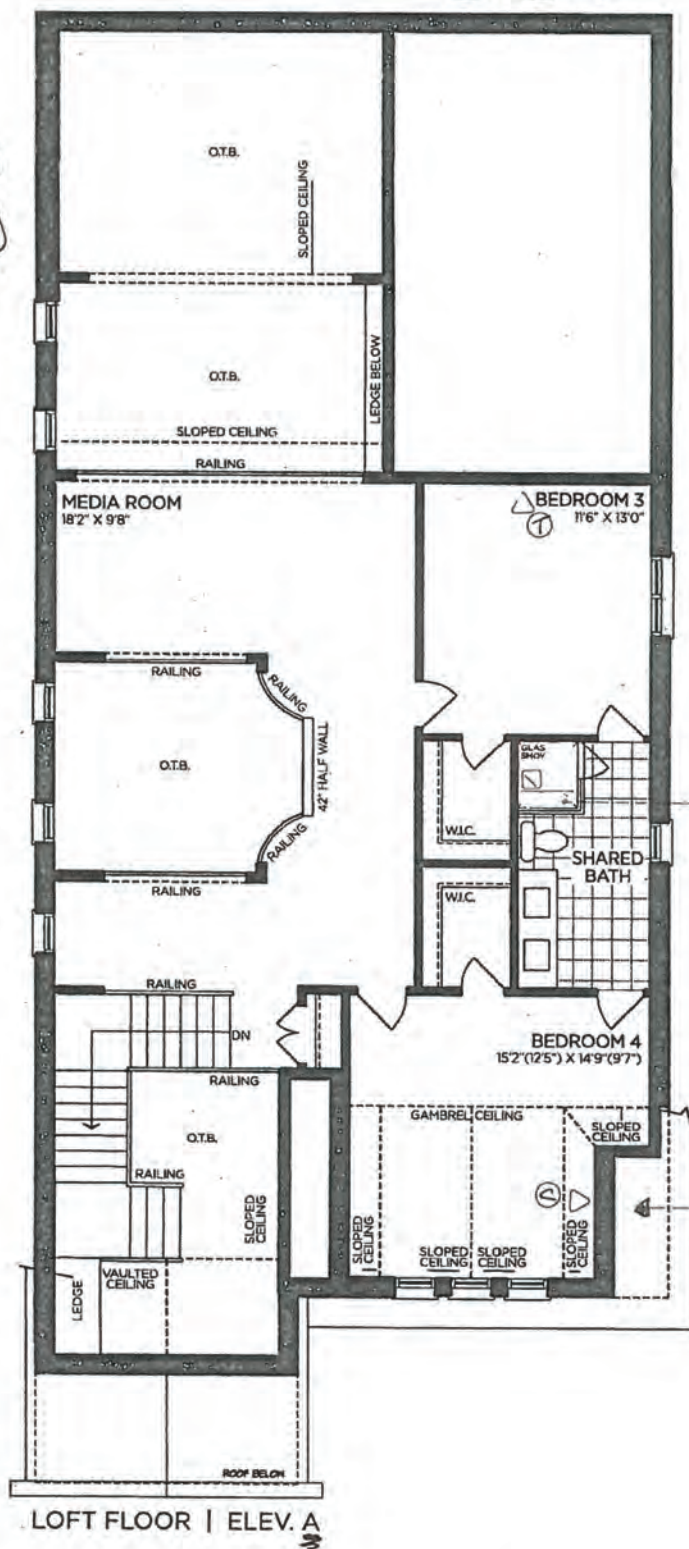 O.T.B.
SLOPED CEILING
O.T.B.
LEDGE BELOW
SLOPED CEILING
RAILING
MEDIA ROOM
18'2" X 9'8"
BEDROOM 3
11'6" X 13'0"
T
RAILING
RAILING
O.T.B.
42" HALF WALL
RAILING
RAILING
GLAS
SHOW
W.I.C.
SHARED
BATH
W.I.C.
RAILING
DN
RAILING
BEDROOM 4
15'2"(12'5") X 14'9"(9'7")
O.T.B.
RAILING
GAMBREL CEILING
SLOPED
CEILING
SLOPED
CEILING
SLOPED
CEILING
SLOPED
CEILING
SLOPED
CEILING
SLOPED
CEILING
LEDGE
VAULTED
CEILING
ROOF BELOW
LOFT FLOOR | ELEV. A